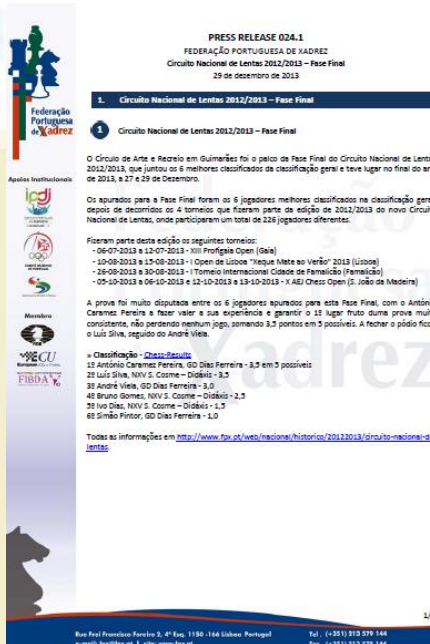 PRESS RELEASE 024.1
FEDERAÇÃO PORTUGUESA DE XADREZ
Circuito Nacional de Lentas 2012/2013 – Fase Final
29 de dezembro de 2013
1. Circuito Nacional de Lentas 2012/2013 – Fase Final
1 Circuito Nacional de Lentas 2012/2013 – Fase Final
Federação
Portuguesa
de Xadrez
Apoios Institucionais
ipdj
Membro
ECU
FIBDA
O Círculo de Arte e Recreio em Guimarães foi o palco da Fase Final do Circuito Nacional de Lenta
2012/2013, que juntou os 6 melhores classificados da classificação geral e teve lugar no final do an
de 2013, a 27 e 29 de Dezembro.
Os apurados para a Fase Final foram os 6 jogadores melhores classificados na classificação gera
depois de decorridos os 4 torneios que fizeram parte da edição de 2012/2013 do novo Circuit
Nacional de Lentas, onde participaram um total de 226 jogadores diferentes.
Fizeram parte desta edição os seguintes torneios:
- 06-07-2013 a 12-07-2013 - XIII Profigaia Open (Gaia)
- 10-08-2013 a 15-08-2013 - I Open de Lisboa "Xeque Mate ao Verão" 2013 (Lisboa)
- 26-08-2013 a 30-08-2013 - I Torneio Internacional Cidade de Famalicão (Famalicão)
- 05-10-2013 a 06-10-2013 e 12-10-2013 a 13-10-2013 - X AEJ Chess Open (S. João da Madeira)
A prova foi muito disputada entre os 6 jogadores apurados para esta Fase Final, com o Antóni
Caramez Pereira a fazer valer a sua experiência e garantir o 1º lugar fruto duma prova muit
consistente, não perdendo nenhum jogo, somando 3,5 pontos em 5 possíveis. A fechar o pódio fico
o Luís Silva, seguido do André Viela.
» Classificação - Chess-Results
1º António Caramez Pereira, GD Dias Ferreira - 3,5 em 5 possíveis
2º Luís Silva, NXV S. Cosme – Didáxis - 3,5
3º André Viela, GD Dias Ferreira - 3,0
4º Bruno Gomes, NXV S. Cosme – Didáxis - 2,5
5º Ivo Dias, NXV S. Cosme – Didáxis - 1,5
6º Simão Pintor, GD Dias Ferreira - 1,0
Todas as informações em http://www.fpx.pt/web/nacional/historico/20122013/circuito-nacional-d
lentas.
1/
Rua Frei Francisco Foreiro 2, 4º Esq. 1150 -166 Lisboa Portugal
Tel . (+351) 213 579 144